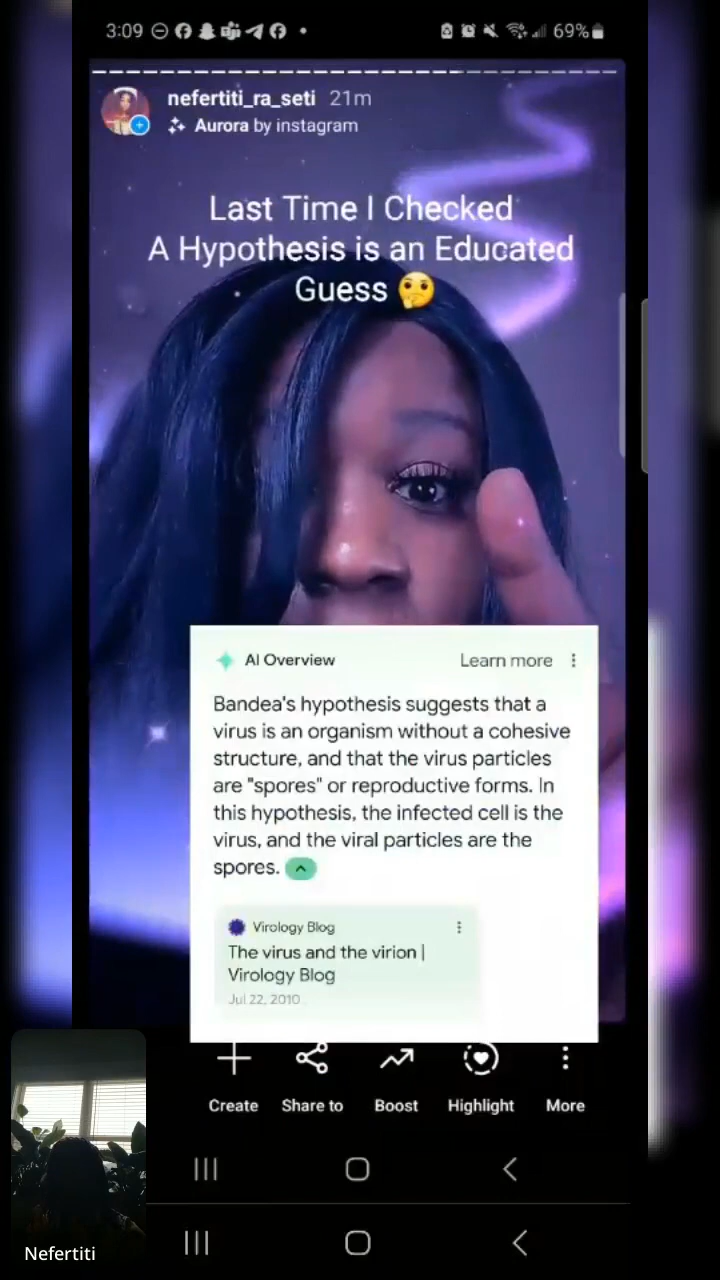 3:09
69%
nefertiti_ra_seti 21m
Aurora by instagram
Last Time I Checked
A Hypothesis is an Educated
Guess 🤔
AI Overview Learn more
Bandea's hypothesis suggests that a
virus is an organism without a cohesive
structure, and that the virus particles
are "spores" or reproductive forms. In
this hypothesis, the infected cell is the
virus, and the viral particles are the
spores.
Virology Blog
The virus and the virion |
Virology Blog
Jul 22, 2010
Create Share to Boost Highlight More
Nefertiti